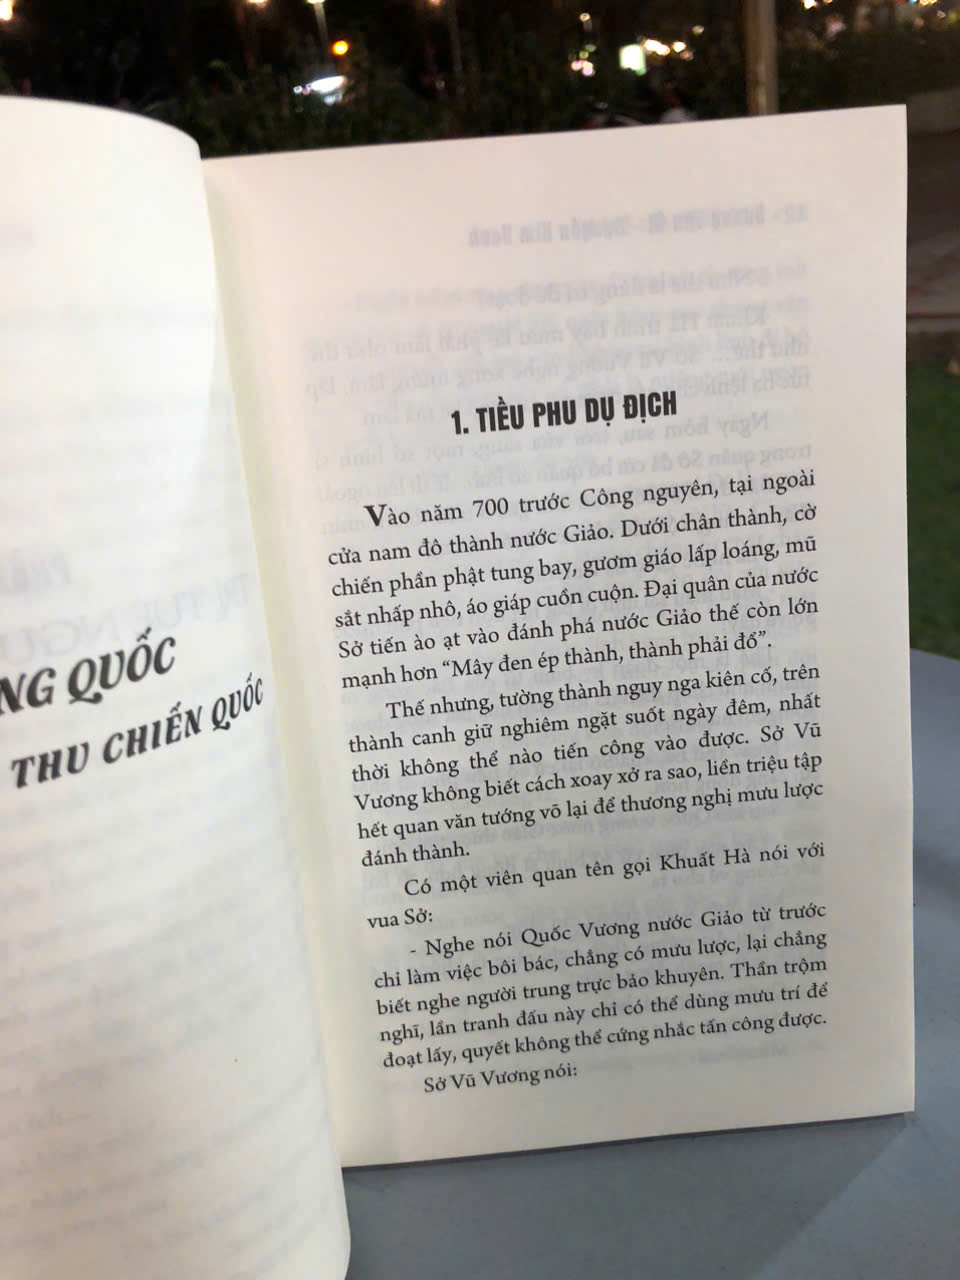 NG QUỐC
THU CHIẾN QUỐC
1. TIỀU PHU DỤ ĐỊCH
Vào năm 700 trước Công nguyên, tại ngoài
cửa nam đô thành nước Giảo. Dưới chân thành, cờ
chiến phần phật tung bay, gươm giáo lấp loáng, mũ
sắt nhấp nhô, áo giáp cuồn cuộn. Đại quân của nước
Sở tiến ào ạt vào đánh phá nước Giảo thế còn lớn
mạnh hơn “Mây đen ép thành, thành phải đổ”.
Thế nhưng, tường thành nguy nga kiên cố, trên
thành canh giữ nghiêm ngặt suốt ngày đêm, nhất
thời không thể nào tiến công vào được. Sở Vũ
Vương không biết cách xoay xở ra sao, liền triệu tập
hết quan văn tướng võ lại để thương nghị mưu lược
đánh thành.
Có một viên quan tên gọi Khuất Hà nói với
vua Sở:
- Nghe nói Quốc Vương nước Giảo từ trước
chỉ làm việc bôi bác, chẳng có mưu lược, lại chẳng
biết nghe người trung trực bảo khuyên. Thần trộm
nghĩ, lần tranh đấu này chỉ có thể dùng mưu trí để
đoạt lấy, quyết không thể cứng nhắc tấn công được.
Sở Vũ Vương nói: